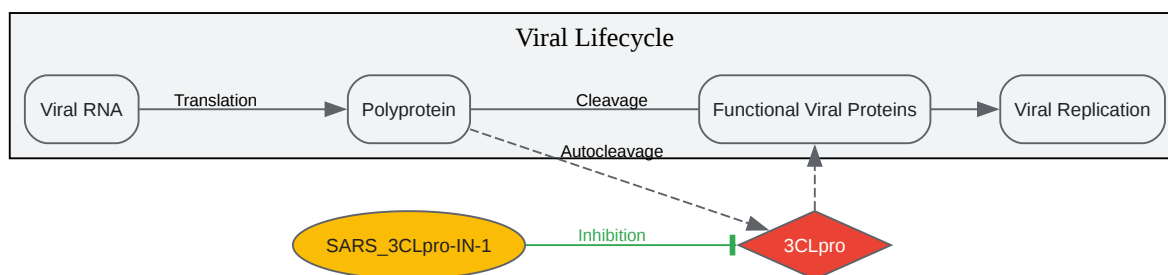 Viral Lifecycle
Viral RNA
Translation
Polyprotein
Cleavage
Functional Viral Proteins
Viral Replication
Autocleavage
SARS_3CLpro-IN-1
Inhibition
3CLpro